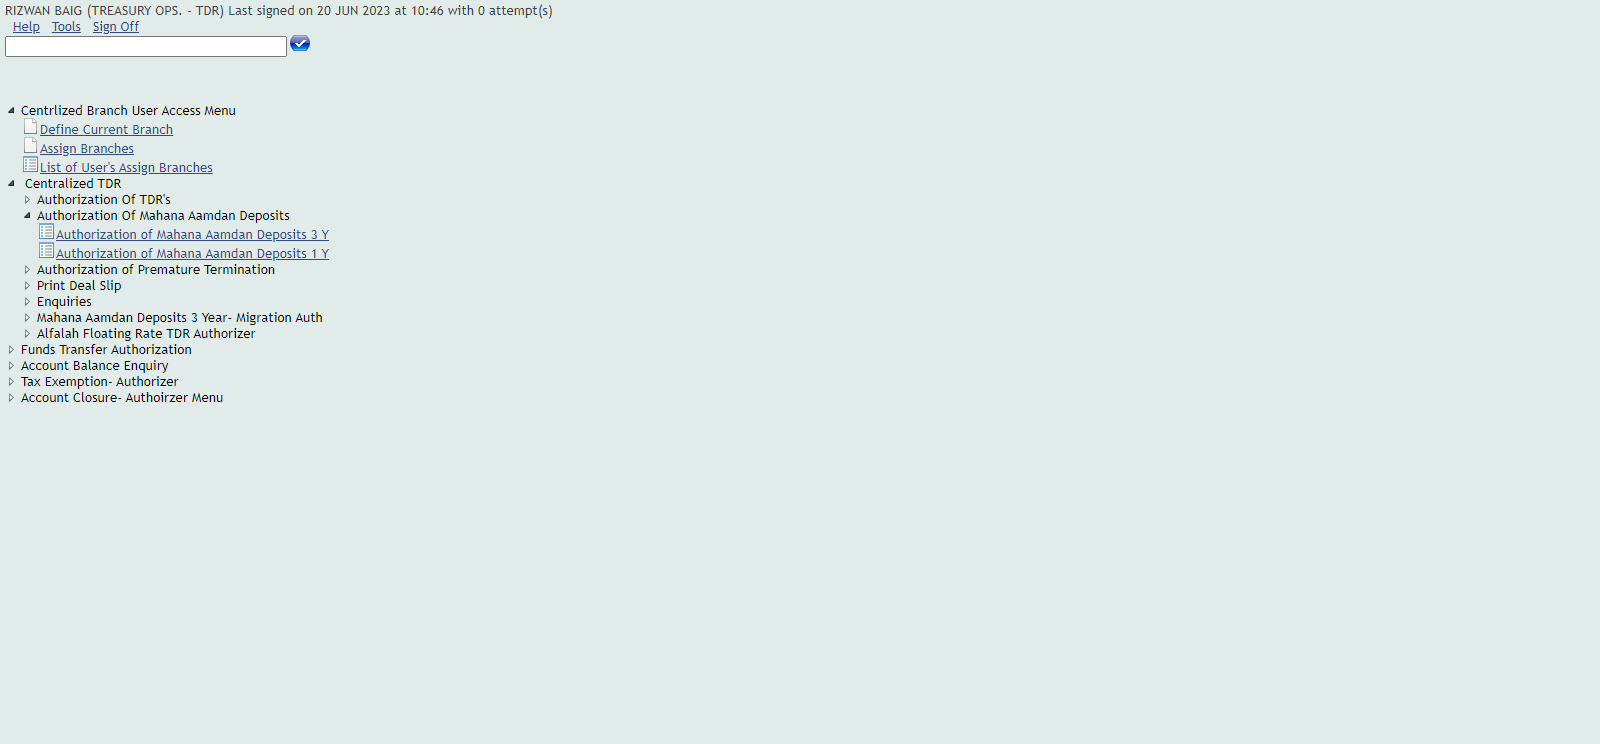 RIZWAN BAIG (TREASURY OPS. - TDR) Last signed on 20 JUN 2023 at 10:46 with 0 attempt(s)
Help Tools Sign Off
Centrlized Branch User Access Menu
Define Current Branch
Assign Branches
List of User's Assign Branches
Centralized TDR
Authorization Of TDR's
Authorization Of Mahana Aamdan Deposits
Authorization of Mahana Aamdan Deposits 3 Y
Authorization of Mahana Aamdan Deposits 1 Y
Authorization of Premature Termination
Print Deal Slip
Enquiries
Mahana Aamdan Deposits 3 Year- Migration Auth
Alfalah Floating Rate TDR Authorizer
Funds Transfer Authorization
Account Balance Enquiry
Tax Exemption- Authorizer
Account Closure- Authoirzer Menu